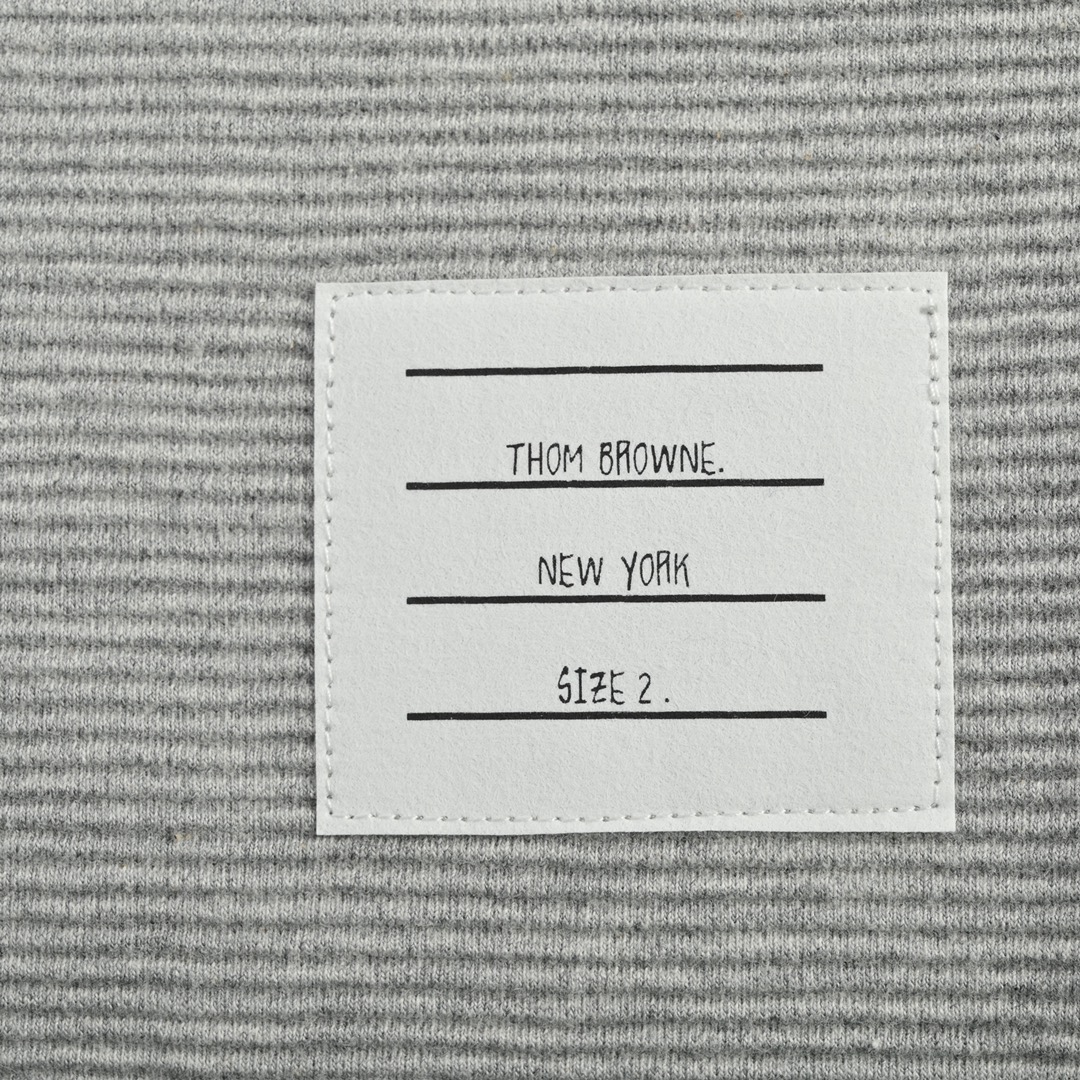 THOM BROWNE.
NEW YORK
SIZE 2.